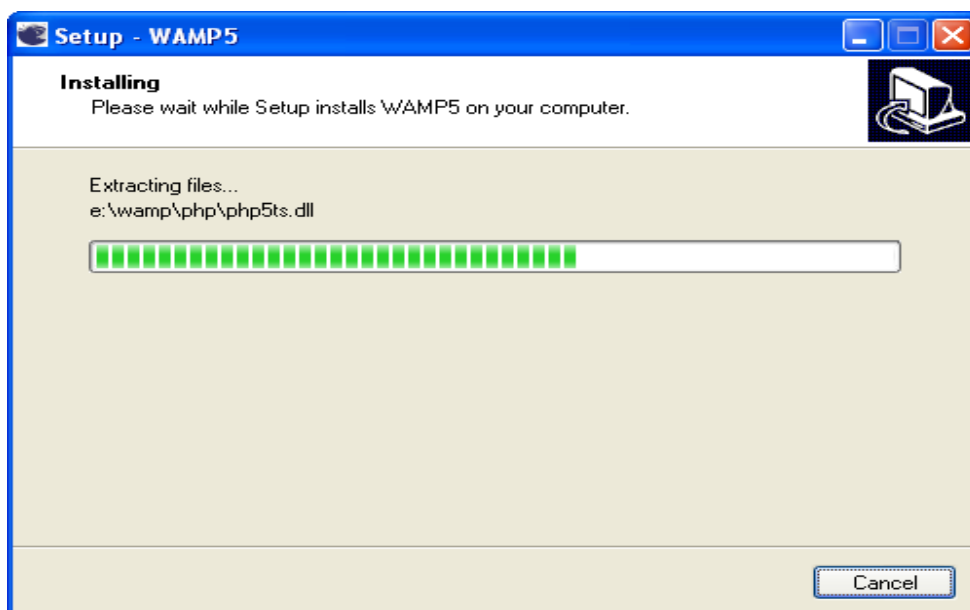 Setup - WAMP5
Installing
Please wait while Setup installs WAMP5 on your computer.
Extracting files...
e:\wamp\php\php5ts.dll
Cancel